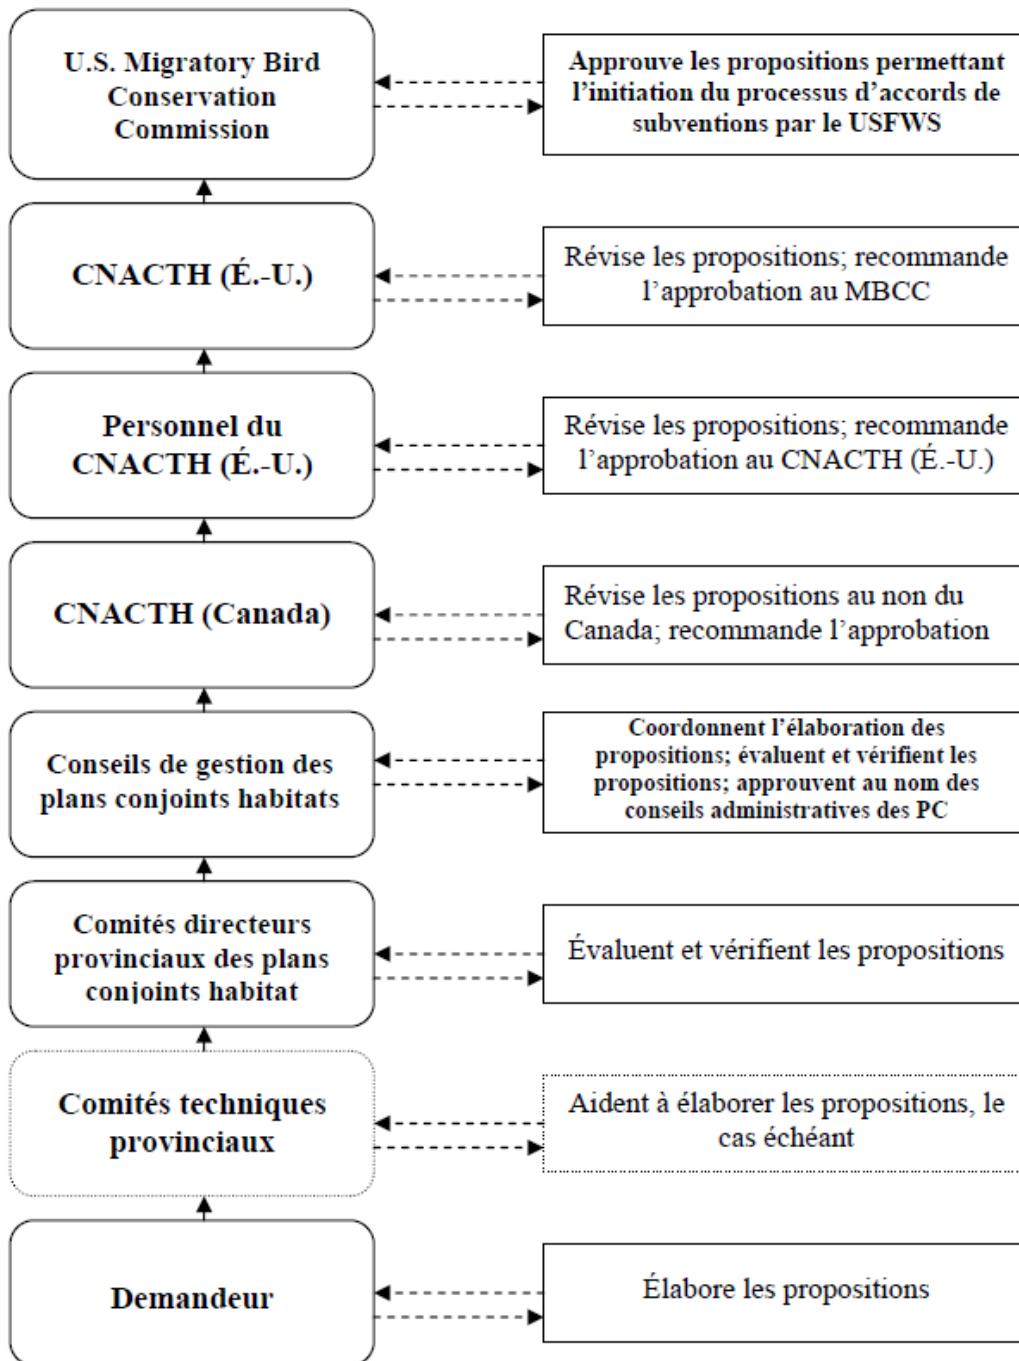 U.S. Migratory Bird
Conservation
Commission
Approuve les propositions permettant
l'initiation du processus d'accords de
subventions par le USFWS
CNACTH (É.-U.)
Révise les propositions; recommande
l'approbation au MBCC
Personnel du
CNACTH (É.-U.)
Révise les propositions; recommande
l'approbation au CNACTH (É.-U.)
CNACTH (Canada)
Révise les propositions au non du
Canada; recommande l'approbation
Conseils de gestion des
plans conjoints habitats
Coordonnent l'élaboration des
propositions; évaluent et vérifient les
propositions; approuvent au nom des
conseils administratives des PC
Comités directeurs
provinciaux des plans
conjoints habitat
Évaluent et vérifient les propositions
Comités techniques
provinciaux
Aident à élaborer les propositions, le
cas échéant
Demandeur
Élabore les propositions